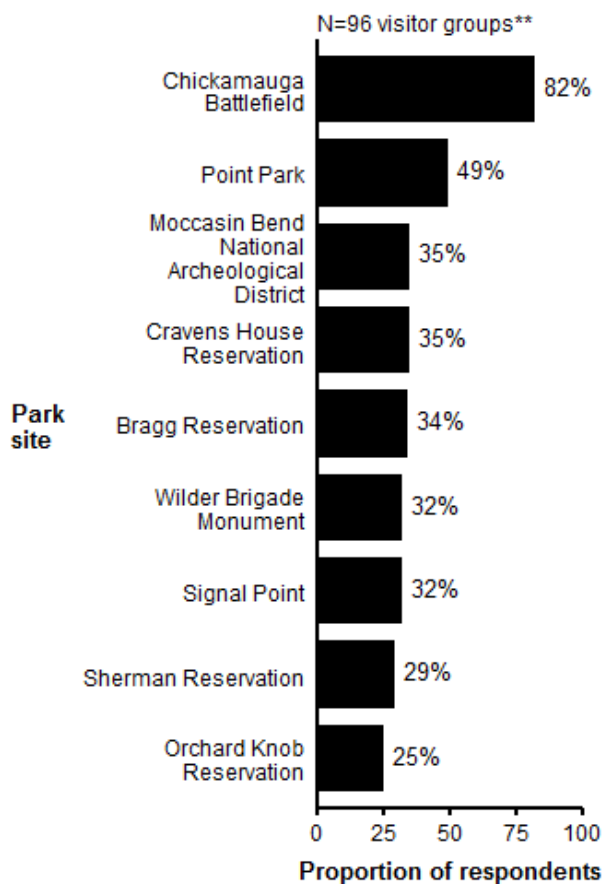 N=96 visitor groups**
Chickamauga
Battlefield
82%
Point Park
49%
Moccasin Bend
National
Archeological
District
35%
Cravens House
Reservation
35%
Park
site
Bragg Reservation
34%
Wilder Brigade
Monument
32%
Signal Point
32%
Sherman Reservation
29%
Orchard Knob
Reservation
25%
0 25 50 75 100
Proportion of respondents